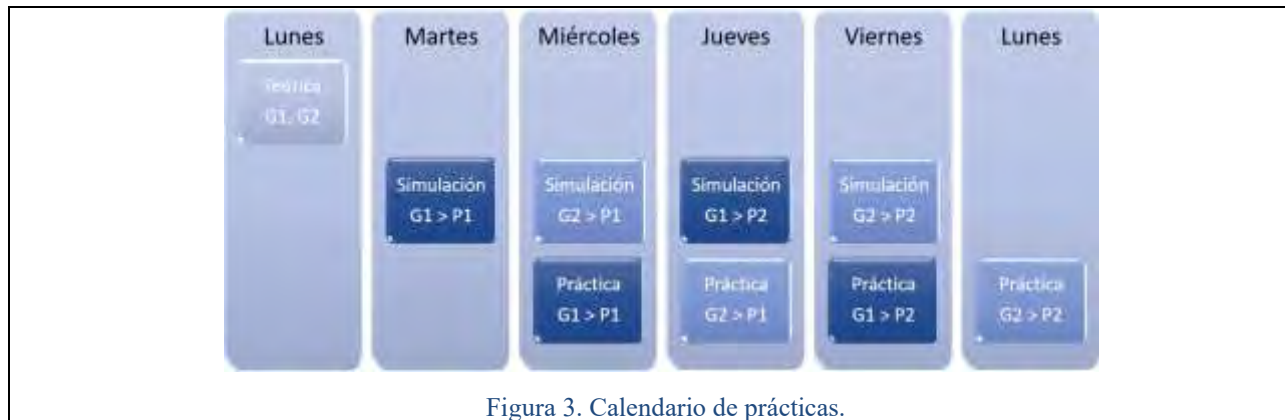 Lunes
Martes
Miércoles
Jueves
Viernes
Lunes
Teórica
G1, G2
Simulación
G1 > P1
Simulación
G2 > P1
Simulación
G1 > P2
Simulación
G2 > P2
Práctica
G1 > P1
Práctica
G2 > P1
Práctica
G1 > P2
Práctica
G2 > P2
Figura 3. Calendario de prácticas.